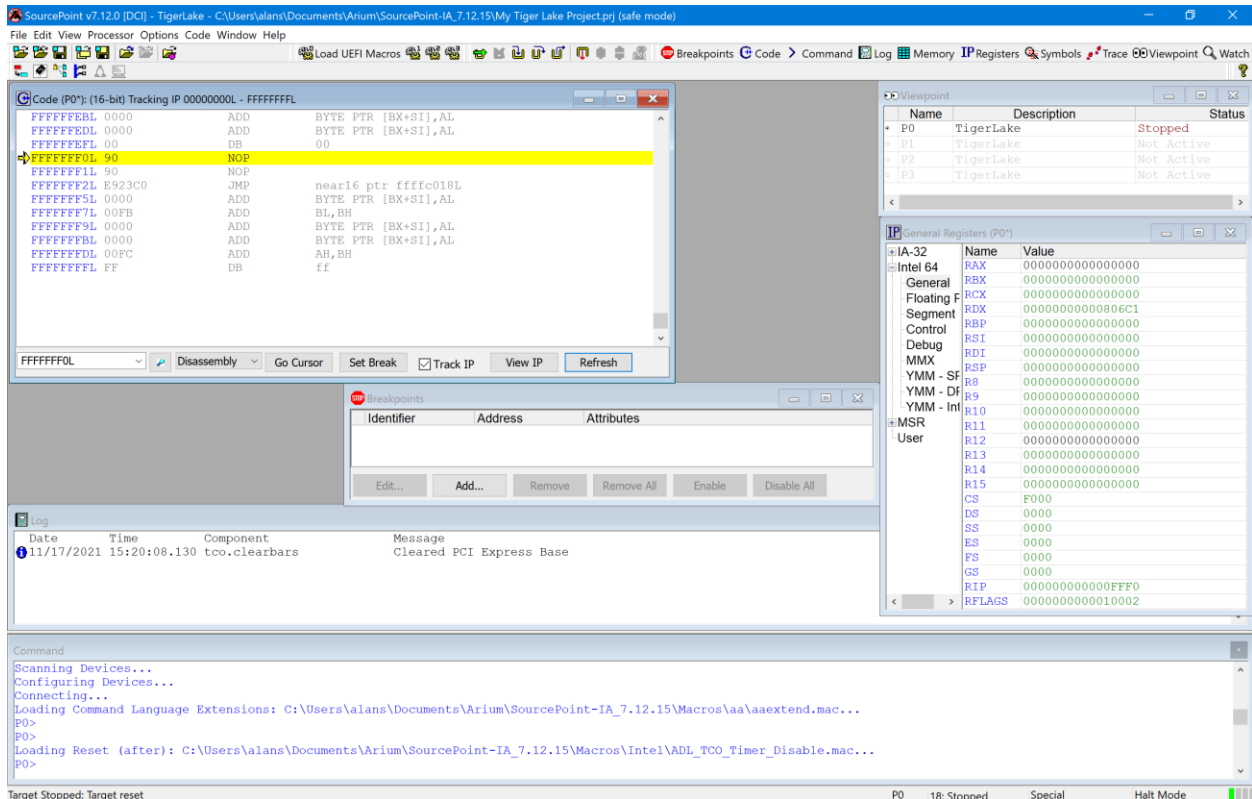 SourcePoint v7.12.0 [DCI] - TigerLake - C:\Users\alans\Documents\Arium\SourcePoint-IA_7.12.15\My Tiger Lake Project.prj (safe mode)
File Edit View Processor Options Code Window Help
Load UEFI Macros Breakpoints Code Command Log Memory IP Registers Symbols Trace Viewpoint Watch
Code (P0*): (16-bit) Tracking IP 00000000L - FFFFFFFFL
FFFFFFEBL 0000 ADD BYTE PTR [BX+SI],AL
FFFFFFEDL 0000 ADD BYTE PTR [BX+SI],AL
FFFFFFEFL 00 DB 00
FFFFFFF0L 90 NOP
FFFFFFF1L 90 NOP
FFFFFFF2L E923C0 JMP near16 ptr ffffc018L
FFFFFFF5L 0000 ADD BYTE PTR [BX+SI],AL
FFFFFFF7L 00FB ADD BL,BH
FFFFFFF9L 0000 ADD BYTE PTR [BX+SI],AL
FFFFFFFBL 0000 ADD BYTE PTR [BX+SI],AL
FFFFFFFDL 00FC ADD AH,BH
FFFFFFFFL FF DB ff
FFFFFFF0L Disassembly Go Cursor Set Break Track IP View IP Refresh
Viewpoint
Name Description Status
P0 TigerLake Stopped
P1 TigerLake Not Active
P2 TigerLake Not Active
P3 TigerLake Not Active
IP General Registers (P0*)
IA-32
Intel 64
General
Floating P
Segment
Control
Debug
MMX
YMM - SF
YMM - DF
YMM - Int
MSR
User
Name Value
RAX 0000000000000000
RBX 0000000000000000
RCX 0000000000000000
RDX 00000000000806C1
RBP 0000000000000000
RSI 0000000000000000
RDI 0000000000000000
RSP 0000000000000000
R8 0000000000000000
R9 0000000000000000
R10 0000000000000000
R11 0000000000000000
R12 0000000000000000
R13 0000000000000000
R14 0000000000000000
R15 0000000000000000
CS F000
DS 0000
SS 0000
ES 0000
FS 0000
GS 0000
RIP 000000000000FFF0
RFLAGS 0000000000010002
STOP Breakpoints
Identifier Address Attributes
Edit... Add... Remove Remove All Enable Disable All
Log
Date Time Component Message
11/17/2021 15:20:08.130 tco.clearbars Cleared PCI Express Base
Command
Scanning Devices...
Configuring Devices...
Connecting...
Loading Command Language Extensions: C:\Users\alans\Documents\Arium\SourcePoint-IA_7.12.15\Macros\aa\aaextend.mac...
P0>
P0>
Loading Reset (after): C:\Users\alans\Documents\Arium\SourcePoint-IA_7.12.15\Macros\Intel\ADL_TCO_Timer_Disable.mac...
P0>
Target Stopped: Target reset P0 18: Stopped Special Halt Mode